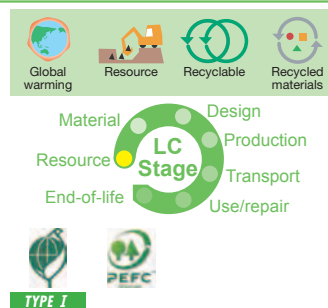 Global
warming
Resource
Recyclable
Recycled
materials
Material
Design
LC
Stage
Production
Resource
Transport
End-of-life
Use/repair
PEFC
TYPE I